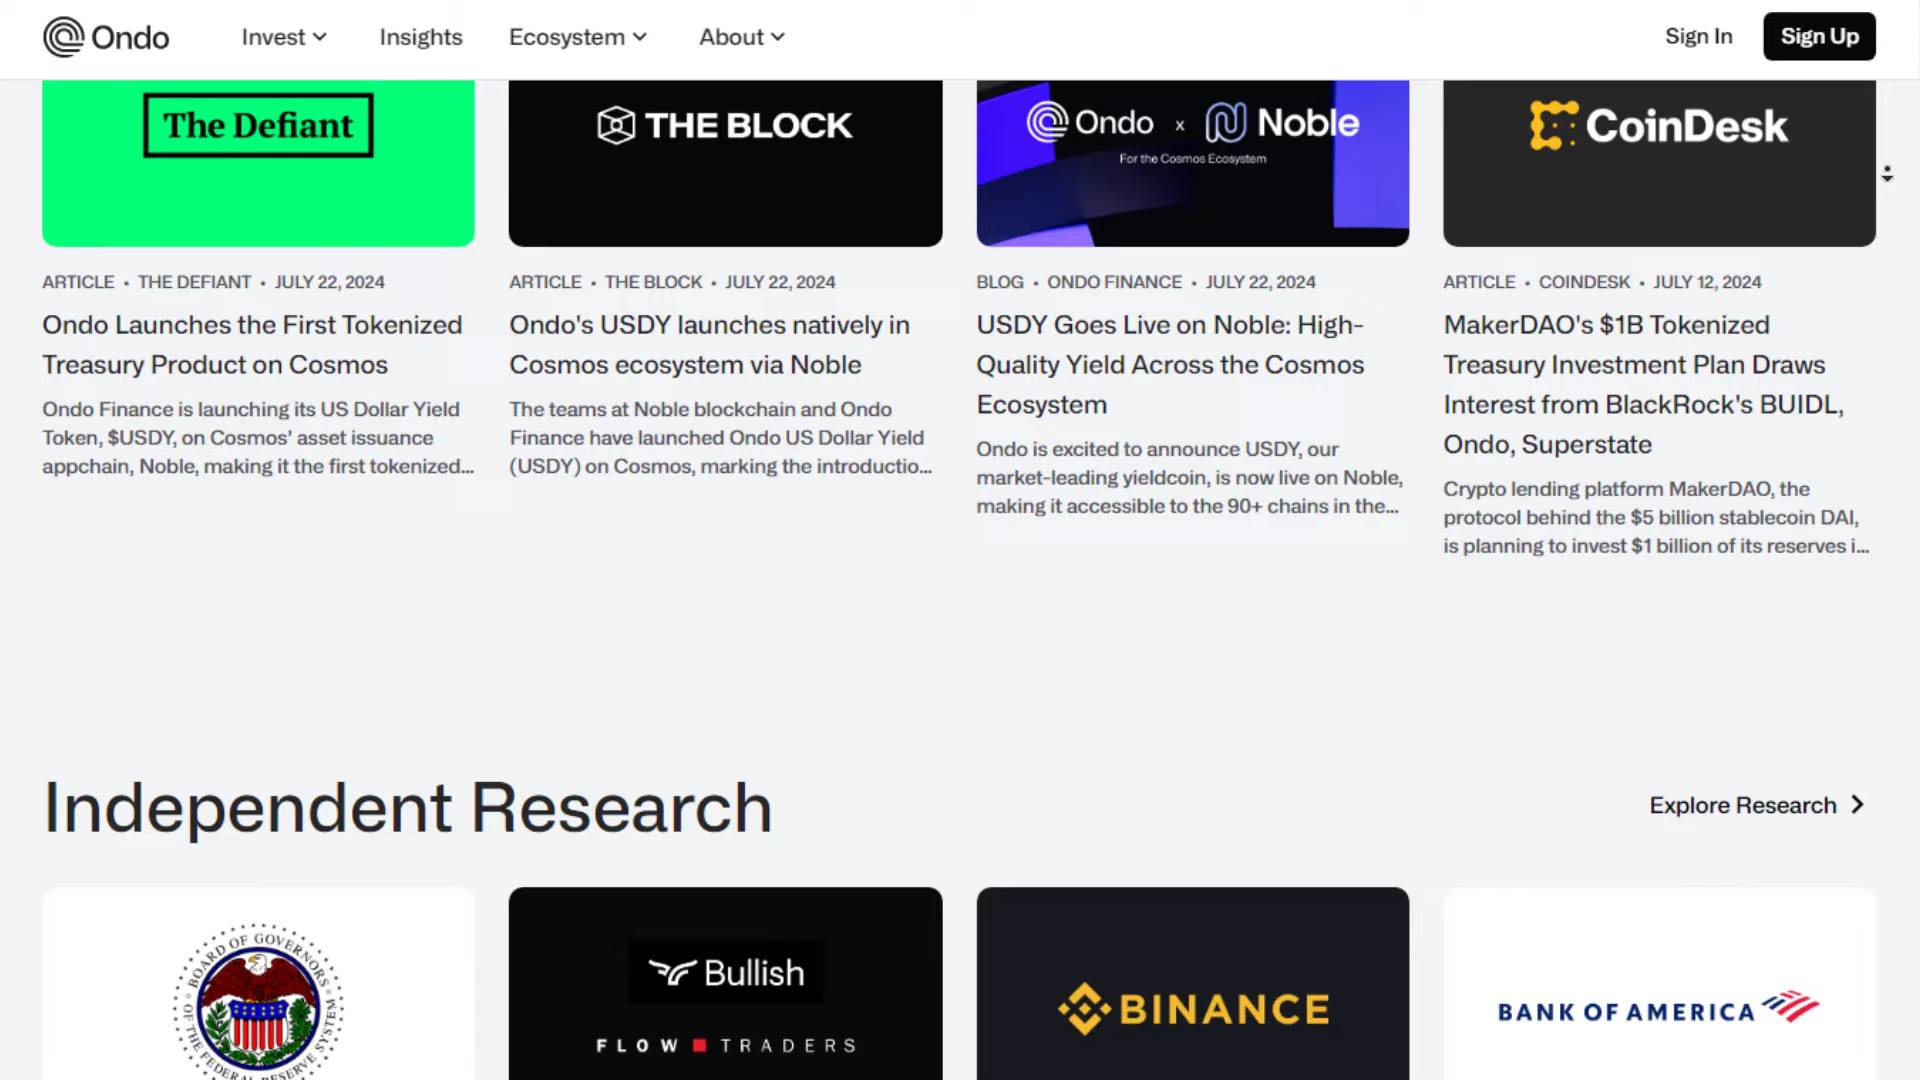 Ondo
Invest
Insights
Ecosystem
About
Sign In
Sign Up
The Defiant
THE BLOCK
Ondo x Noble
For the Cosmos Ecosystem
CoinDesk
ARTICLE • THE DEFIANT • JULY 22, 2024
Ondo Launches the First Tokenized
Treasury Product on Cosmos
Ondo Finance is launching its US Dollar Yield
Token, $USDY, on Cosmos’ asset issuance
appchain, Noble, making it the first tokenized...
ARTICLE • THE BLOCK • JULY 22, 2024
Ondo's USDY launches natively in
Cosmos ecosystem via Noble
The teams at Noble blockchain and Ondo
Finance have launched Ondo US Dollar Yield
(USDY) on Cosmos, marking the introductio...
BLOG • ONDO FINANCE • JULY 22, 2024
USDY Goes Live on Noble: High-
Quality Yield Across the Cosmos
Ecosystem
Ondo is excited to announce USDY, our
market-leading yieldcoin, is now live on Noble,
making it accessible to the 90+ chains in the...
ARTICLE • COINDESK • JULY 12, 2024
MakerDAO's $1B Tokenized
Treasury Investment Plan Draws
Interest from BlackRock's BUIDL,
Ondo, Superstate
Crypto lending platform MakerDAO, the
protocol behind the $5 billion stablecoin DAI,
is planning to invest $1 billion of its reserves i...
Independent Research
Explore Research
BOARD OF GOVERNORS
OF THE FEDERAL RESERVE SYSTEM
Bullish
FLOW TRADERS
BINANCE
BANK OF AMERICA